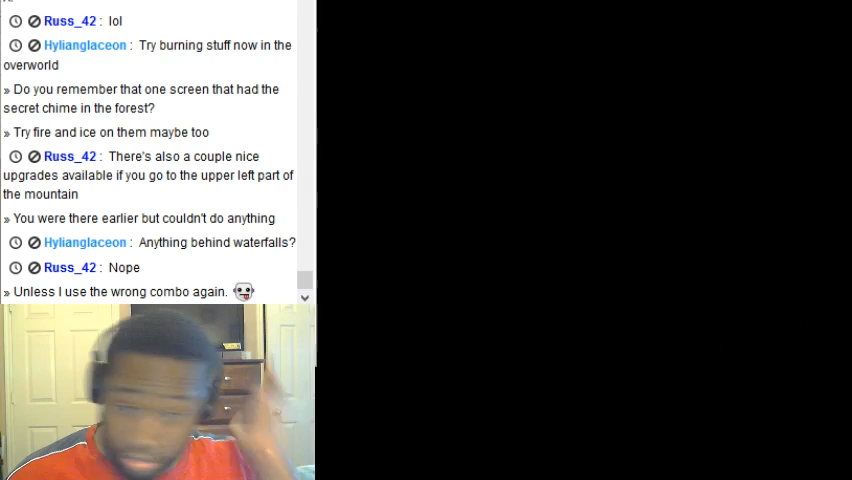 Russ_42 : lol
Hylianglaceon : Try burning stuff now in the
overworld
» Do you remember that one screen that had the
secret chime in the forest?
» Try fire and ice on them maybe too
Russ_42 : There's also a couple nice
upgrades available if you go to the upper left part of
the mountain
» You were there earlier but couldn't do anything
Hylianglaceon : Anything behind waterfalls?
Russ_42 : Nope
» Unless I use the wrong combo again.